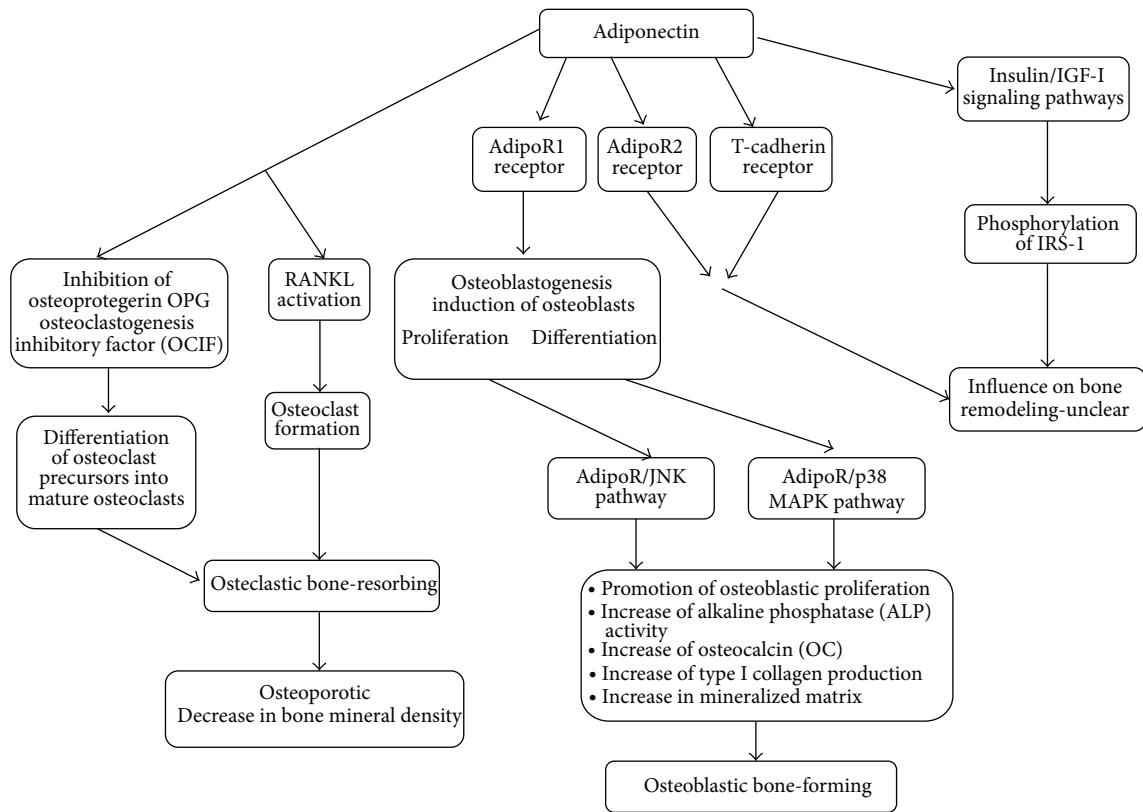 Adiponectin
Insulin/IGF-I
signaling pathways
AdipoR1
receptor
AdipoR2
receptor
T-cadherin
receptor
Phosphorylation
of IRS-1
Inhibition of
osteoprotegerin OPG
osteoclastogenesis
inhibitory factor (OCIF)
RANKL
activation
Osteoblastogenesis
induction of osteoblasts
Proliferation Differentiation
Influence on bone
remodeling-unclear
Osteoclast
formation
Differentiation
of osteoclast
precursors into
mature osteoclasts
AdipoR/JNK
pathway
AdipoR/p38
MAPK pathway
Osteclastic bone-resorbing
• Promotion of osteoblastic proliferation
• Increase of alkaline phosphatase (ALP)
activity
• Increase of osteocalcin (OC)
• Increase of type I collagen production
• Increase in mineralized matrix
Osteoporotic
Decrease in bone mineral density
Osteoblastic bone-forming